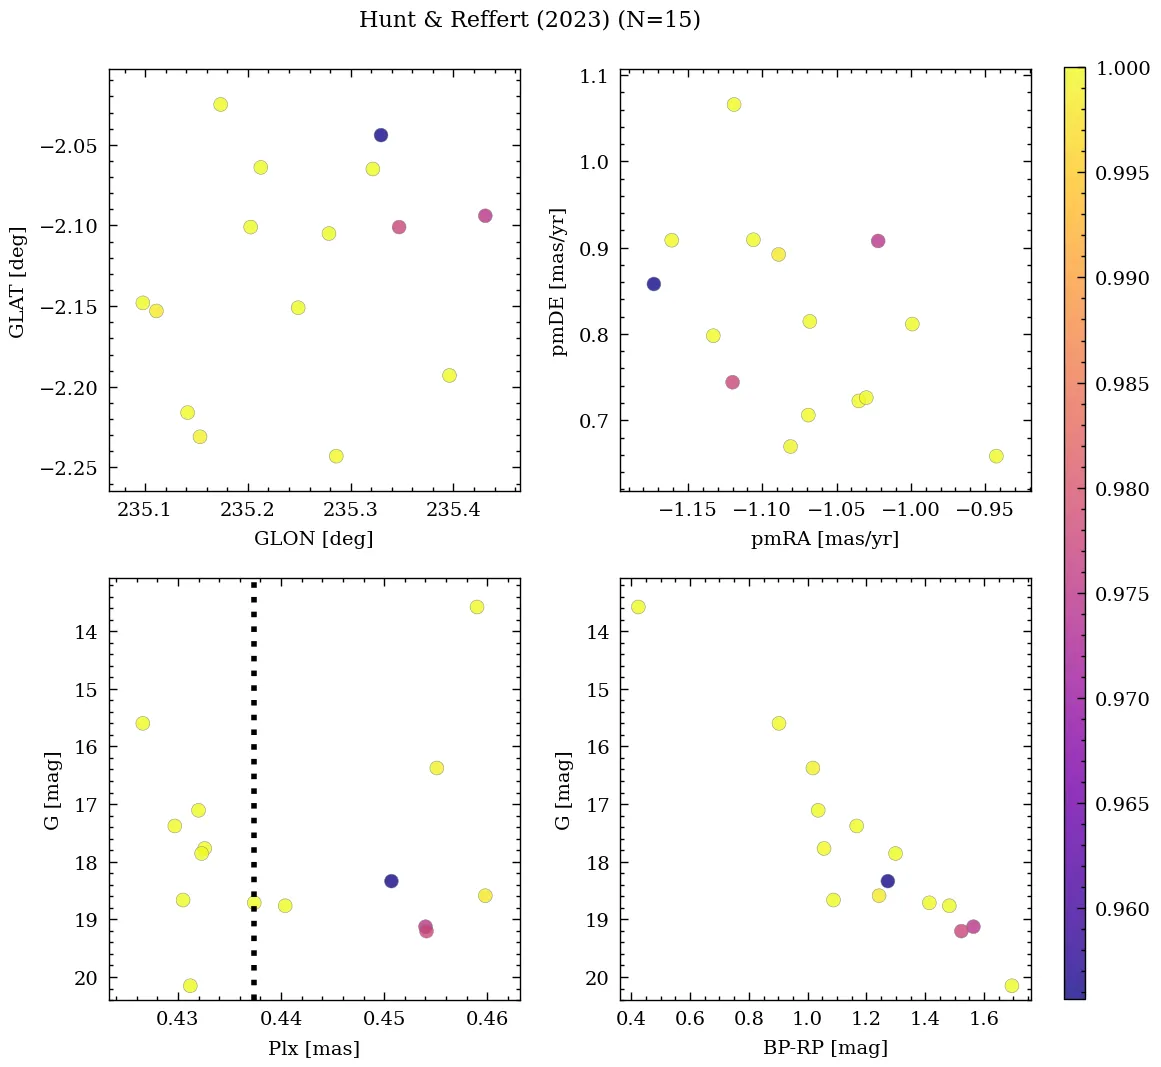 Hunt & Reffert (2023) (N=15)
−2.05
−2.10
−2.15
−2.20
−2.25
GLAT [deg]
235.1 235.2 235.3 235.4
GLON [deg]
1.1
1.0
0.9
0.8
0.7
pmDE [mas/yr]
−1.15 −1.10 −1.05 −1.00 −0.95
pmRA [mas/yr]
14
15
16
17
18
19
20
G [mag]
0.43 0.44 0.45 0.46
Plx [mas]
14
15
16
17
18
19
20
G [mag]
0.4 0.6 0.8 1.0 1.2 1.4 1.6
BP-RP [mag]
1.000
0.995
0.990
0.985
0.980
0.975
0.970
0.965
0.960